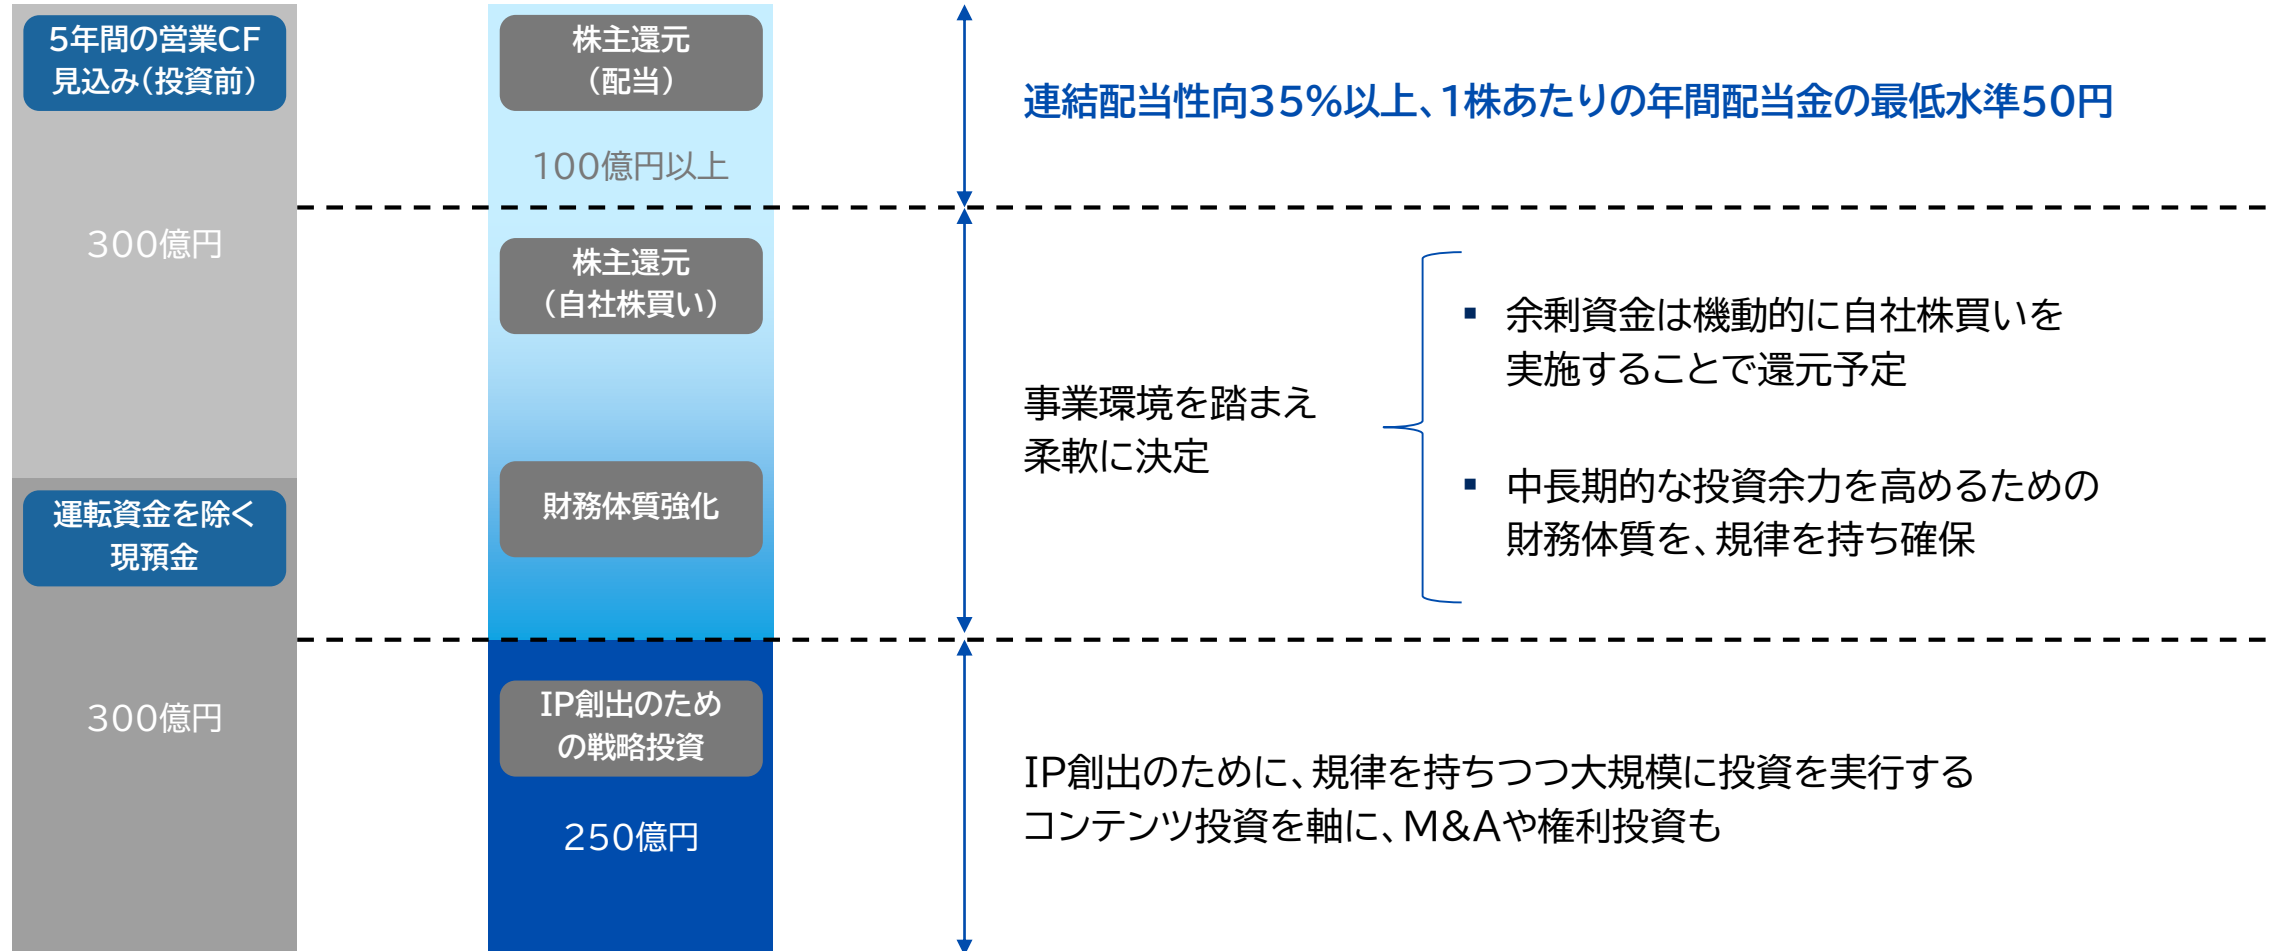 5年間の営業CF
見込み(投資前)
300億円
運転資金を除く
現預金
300億円
株主還元
(配当)
100億円以上
株主還元
(自社株買い)
財務体質強化
IP創出のため
の戦略投資
250億円
連結配当性向35%以上、1株あたりの年間配当金の最低水準50円
事業環境を踏まえ
柔軟に決定
▪ 余剰資金は機動的に自社株買いを
実施することで還元予定
▪ 中長期的な投資余力を高めるための
財務体質を、規律を持ち確保
IP創出のために、規律を持ちつつ大規模に投資を実行する
コンテンツ投資を軸に、M&Aや権利投資も